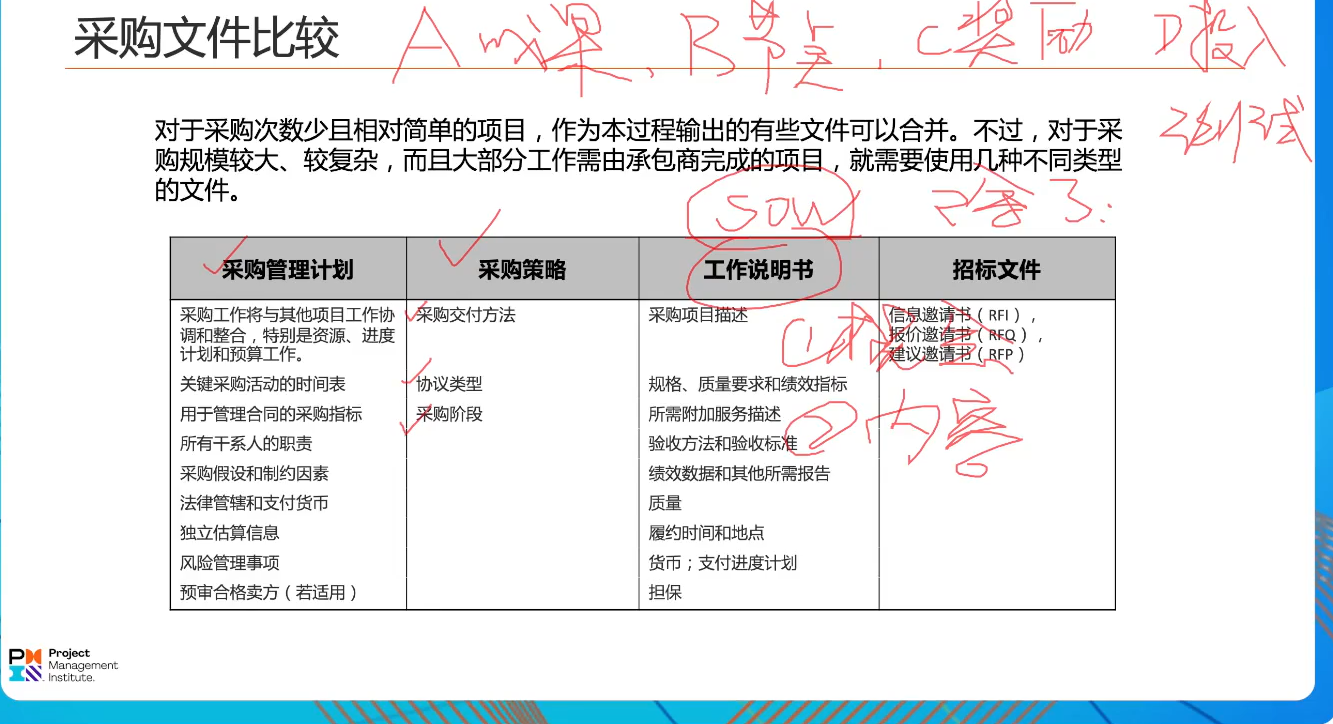 采购文件比较
A 成果、B 节点,C 奖励 D 投入
对于采购次数少且相对简单的项目，作为本过程输出的有些文件可以合并。不过，对于采
购规模较大、较复杂，而且大部分工作需由承包商完成的项目，就需要使用几种不同类型
的文件。
SOW
采购管理计划 采购策略 工作说明书 招标文件
采购工作将与其他项目工作协
调和整合，特别是资源、进度
计划和预算工作。
采购交付方法
采购项目描述
信息邀请书（RFI），
报价邀请书（RFQ），
建议邀请书（RFP）
关键采购活动的时间表 协议类型 规格、质量要求和绩效指标
用于管理合同的采购指标 采购阶段 所需附加服务描述
所有干系人的职责 验收方法和验收标准
② 内容
采购假设和制约因素 绩效数据和其他所需报告
法律管辖和支付货币 质量
独立估算信息 履约时间和地点
风险管理事项 货币；支付进度计划
预审合格卖方（若适用） 担保
Project
Management
Institute.